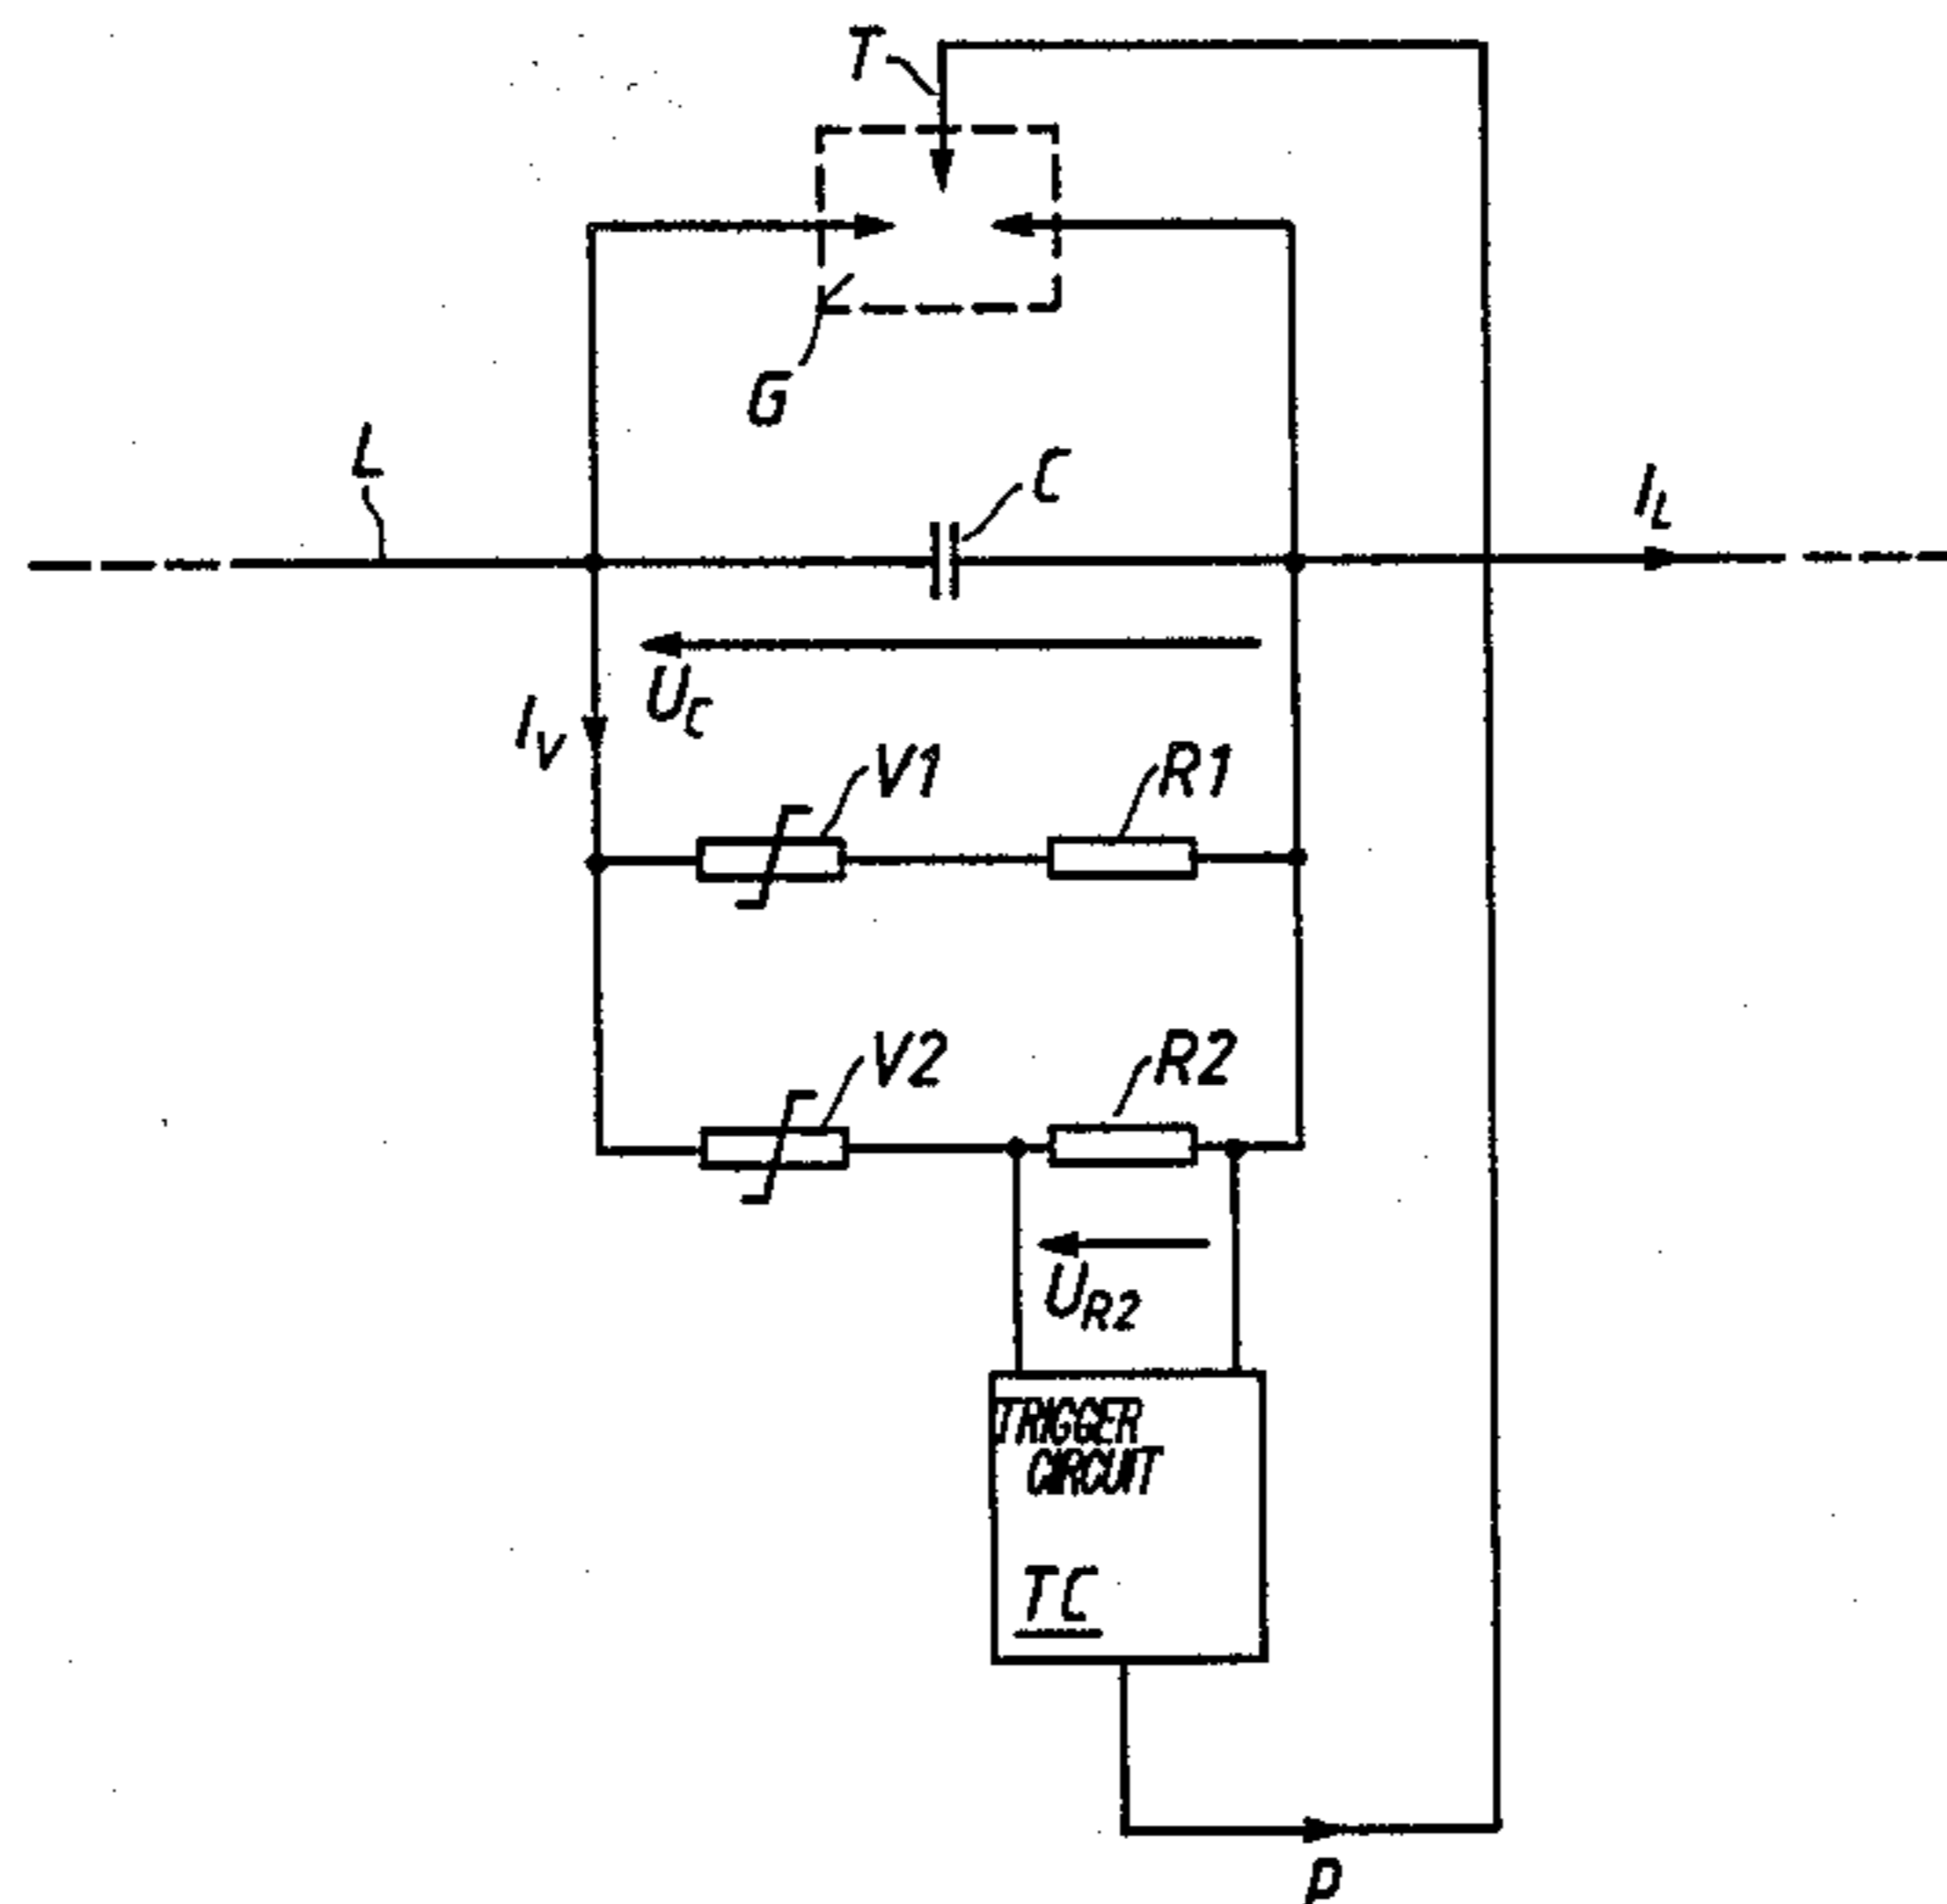 T
G
L
C
I_L
U_C
I_V
V1
R1
V2
R2
U_R2
TRIGGER
CIRCUIT
TC
P